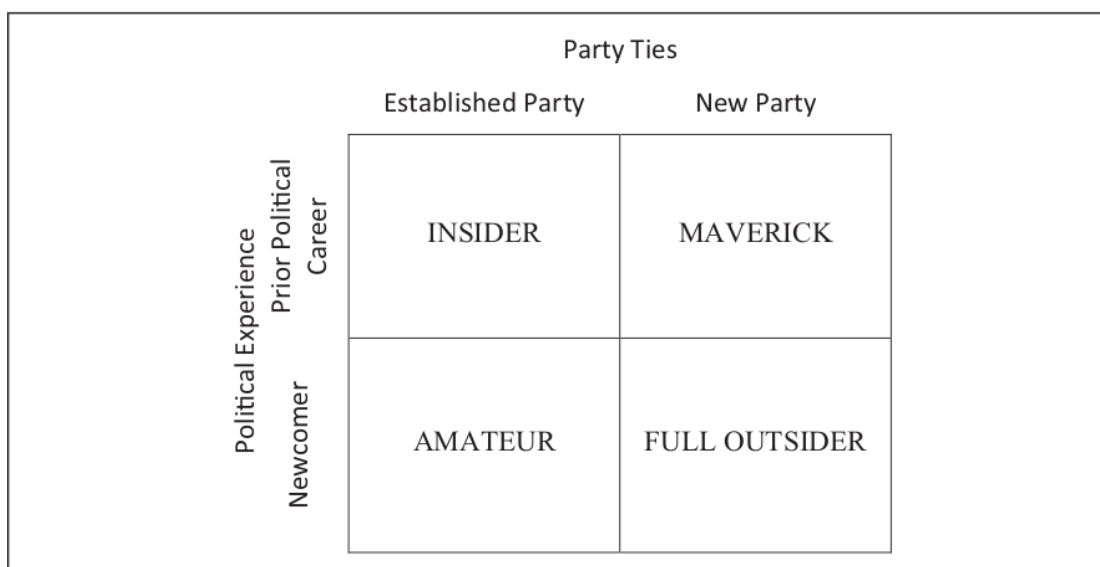 Party Ties
Established Party New Party
Political Experience
Prior Political
Career
INSIDER MAVERICK
Newcomer
AMATEUR FULL OUTSIDER